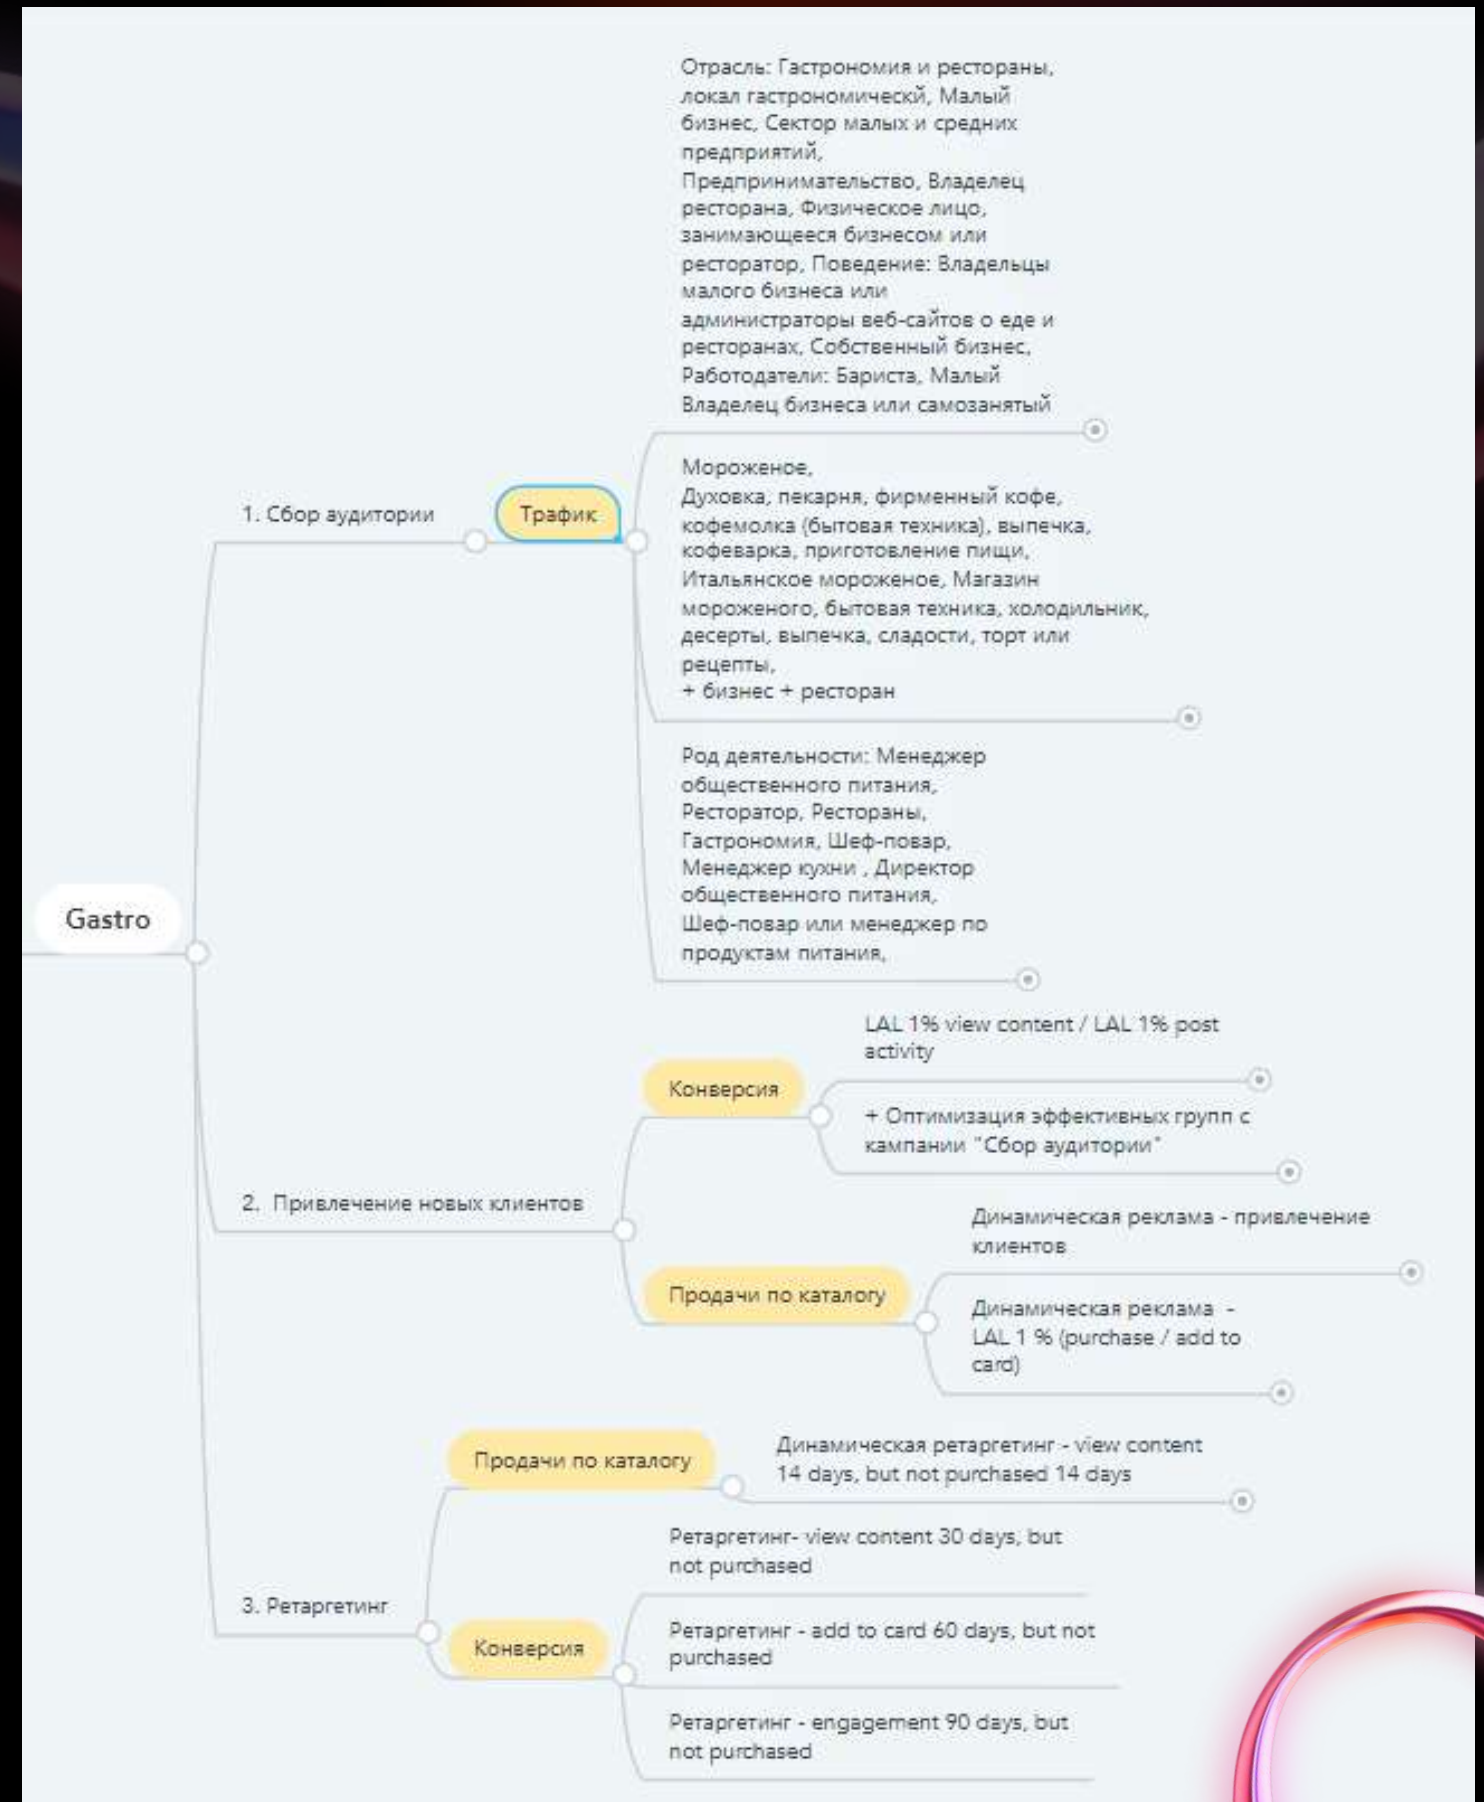 Отрасль: Гастрономия и рестораны,
локал гастрономическй, Малый
бизнес, Сектор малых и средних
предприятий,
Предпринимательство, Владелец
ресторана, Физическое лицо,
занимающееся бизнесом или
ресторатор, Поведение: Владельцы
малого бизнеса или
администраторы веб-сайтов о еде и
ресторанах, Собственный бизнес,
Работодатели: Бариста, Малый
Владелец бизнеса или самозанятый
1. Сбор аудитории
Трафик
Мороженое,
Духовка, пекарня, фирменный кофе,
кофемолка (бытовая техника), выпечка,
кофеварка, приготовление пищи,
Итальянское мороженое, Магазин
мороженого, бытовая техника, холодильник,
десерты, выпечка, сладости, торт или
рецепты,
+ бизнес + ресторан
Род деятельности: Менеджер
общественного питания,
Ресторатор, Рестораны,
Гастрономия, Шеф-повар,
Менеджер кухни , Директор
общественного питания,
Шеф-повар или менеджер по
продуктам питания,
Gastro
LAL 1% view content / LAL 1% post
activity
Конверсия
+ Оптимизация эффективных групп с
кампании "Сбор аудитории"
2. Привлечение новых клиентов
Динамическая реклама - привлечение
клиентов
Продажи по каталогу
Динамическая реклама -
LAL 1 % (purchase / add to
card)
Продажи по каталогу
Динамическая ретаргетинг - view content
14 days, but not purchased 14 days
Ретаргетинг- view content 30 days, but
not purchased
3. Ретаргетинг
Конверсия
Ретаргетинг - add to card 60 days, but not
purchased
Ретаргетинг - engagement 90 days, but
not purchased